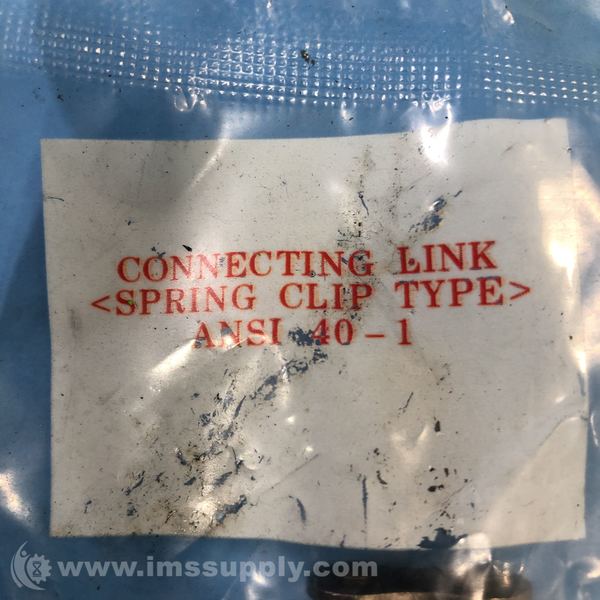 CONNECTING LINK
<SPRING CLIP TYPE>
ANSI 40-1
www.imssupply.com